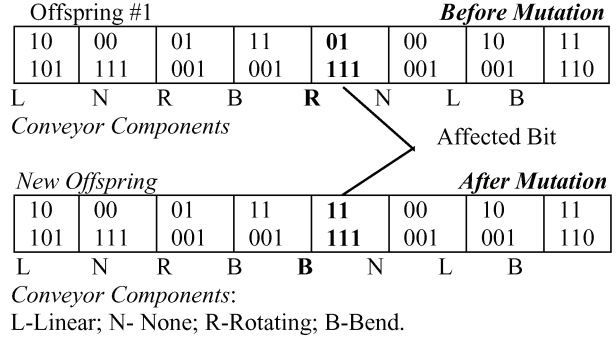 Offspring #1 Before Mutation
10 00 01 11 01 00 10 11
101 111 001 001 111 001 001 110
L N R B R N L B
Conveyor Components
Affected Bit
New Offspring After Mutation
10 00 01 11 11 00 10 11
101 111 001 001 111 001 001 110
L N R B B N L B
Conveyor Components:
L-Linear; N- None; R-Rotating; B-Bend.